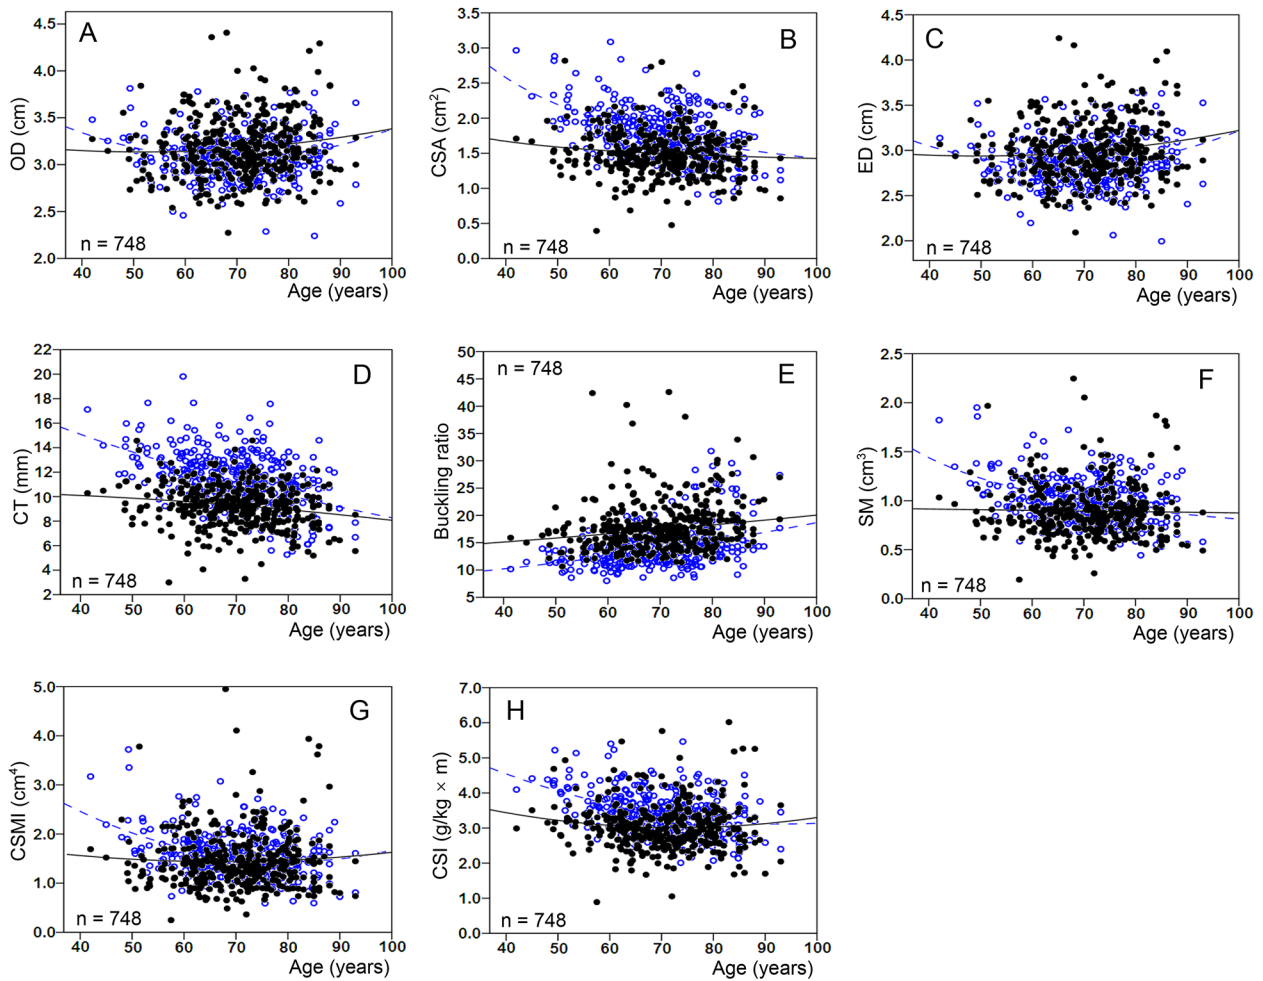 A
OD (cm)
4.5
4.0
3.5
3.0
2.5
2.0
n = 748
40 50 60 70 80 90 100
Age (years)
B
CSA (cm²)
3.5
3.0
2.5
2.0
1.5
1.0
0.5
0.0
n = 748
40 50 60 70 80 90 100
Age (years)
C
ED (cm)
4.5
4.0
3.5
3.0
2.5
2.0
n = 748
40 50 60 70 80 90 100
Age (years)
D
CT (mm)
22
20
18
16
14
12
10
8
6
4
2
n = 748
40 50 60 70 80 90 100
Age (years)
E
Buckling ratio
50
45
40
35
30
25
20
15
10
5
n = 748
40 50 60 70 80 90 100
Age (years)
F
SM (cm³)
2.5
2.0
1.5
1.0
0.5
0.0
n = 748
40 50 60 70 80 90 100
Age (years)
G
CSMI (cm⁴)
5.0
4.0
3.0
2.0
1.0
0.0
n = 748
40 50 60 70 80 90 100
Age (years)
H
CSI (g/kg × m)
7.0
6.0
5.0
4.0
3.0
2.0
1.0
0.0
n = 748
40 50 60 70 80 90 100
Age (years)